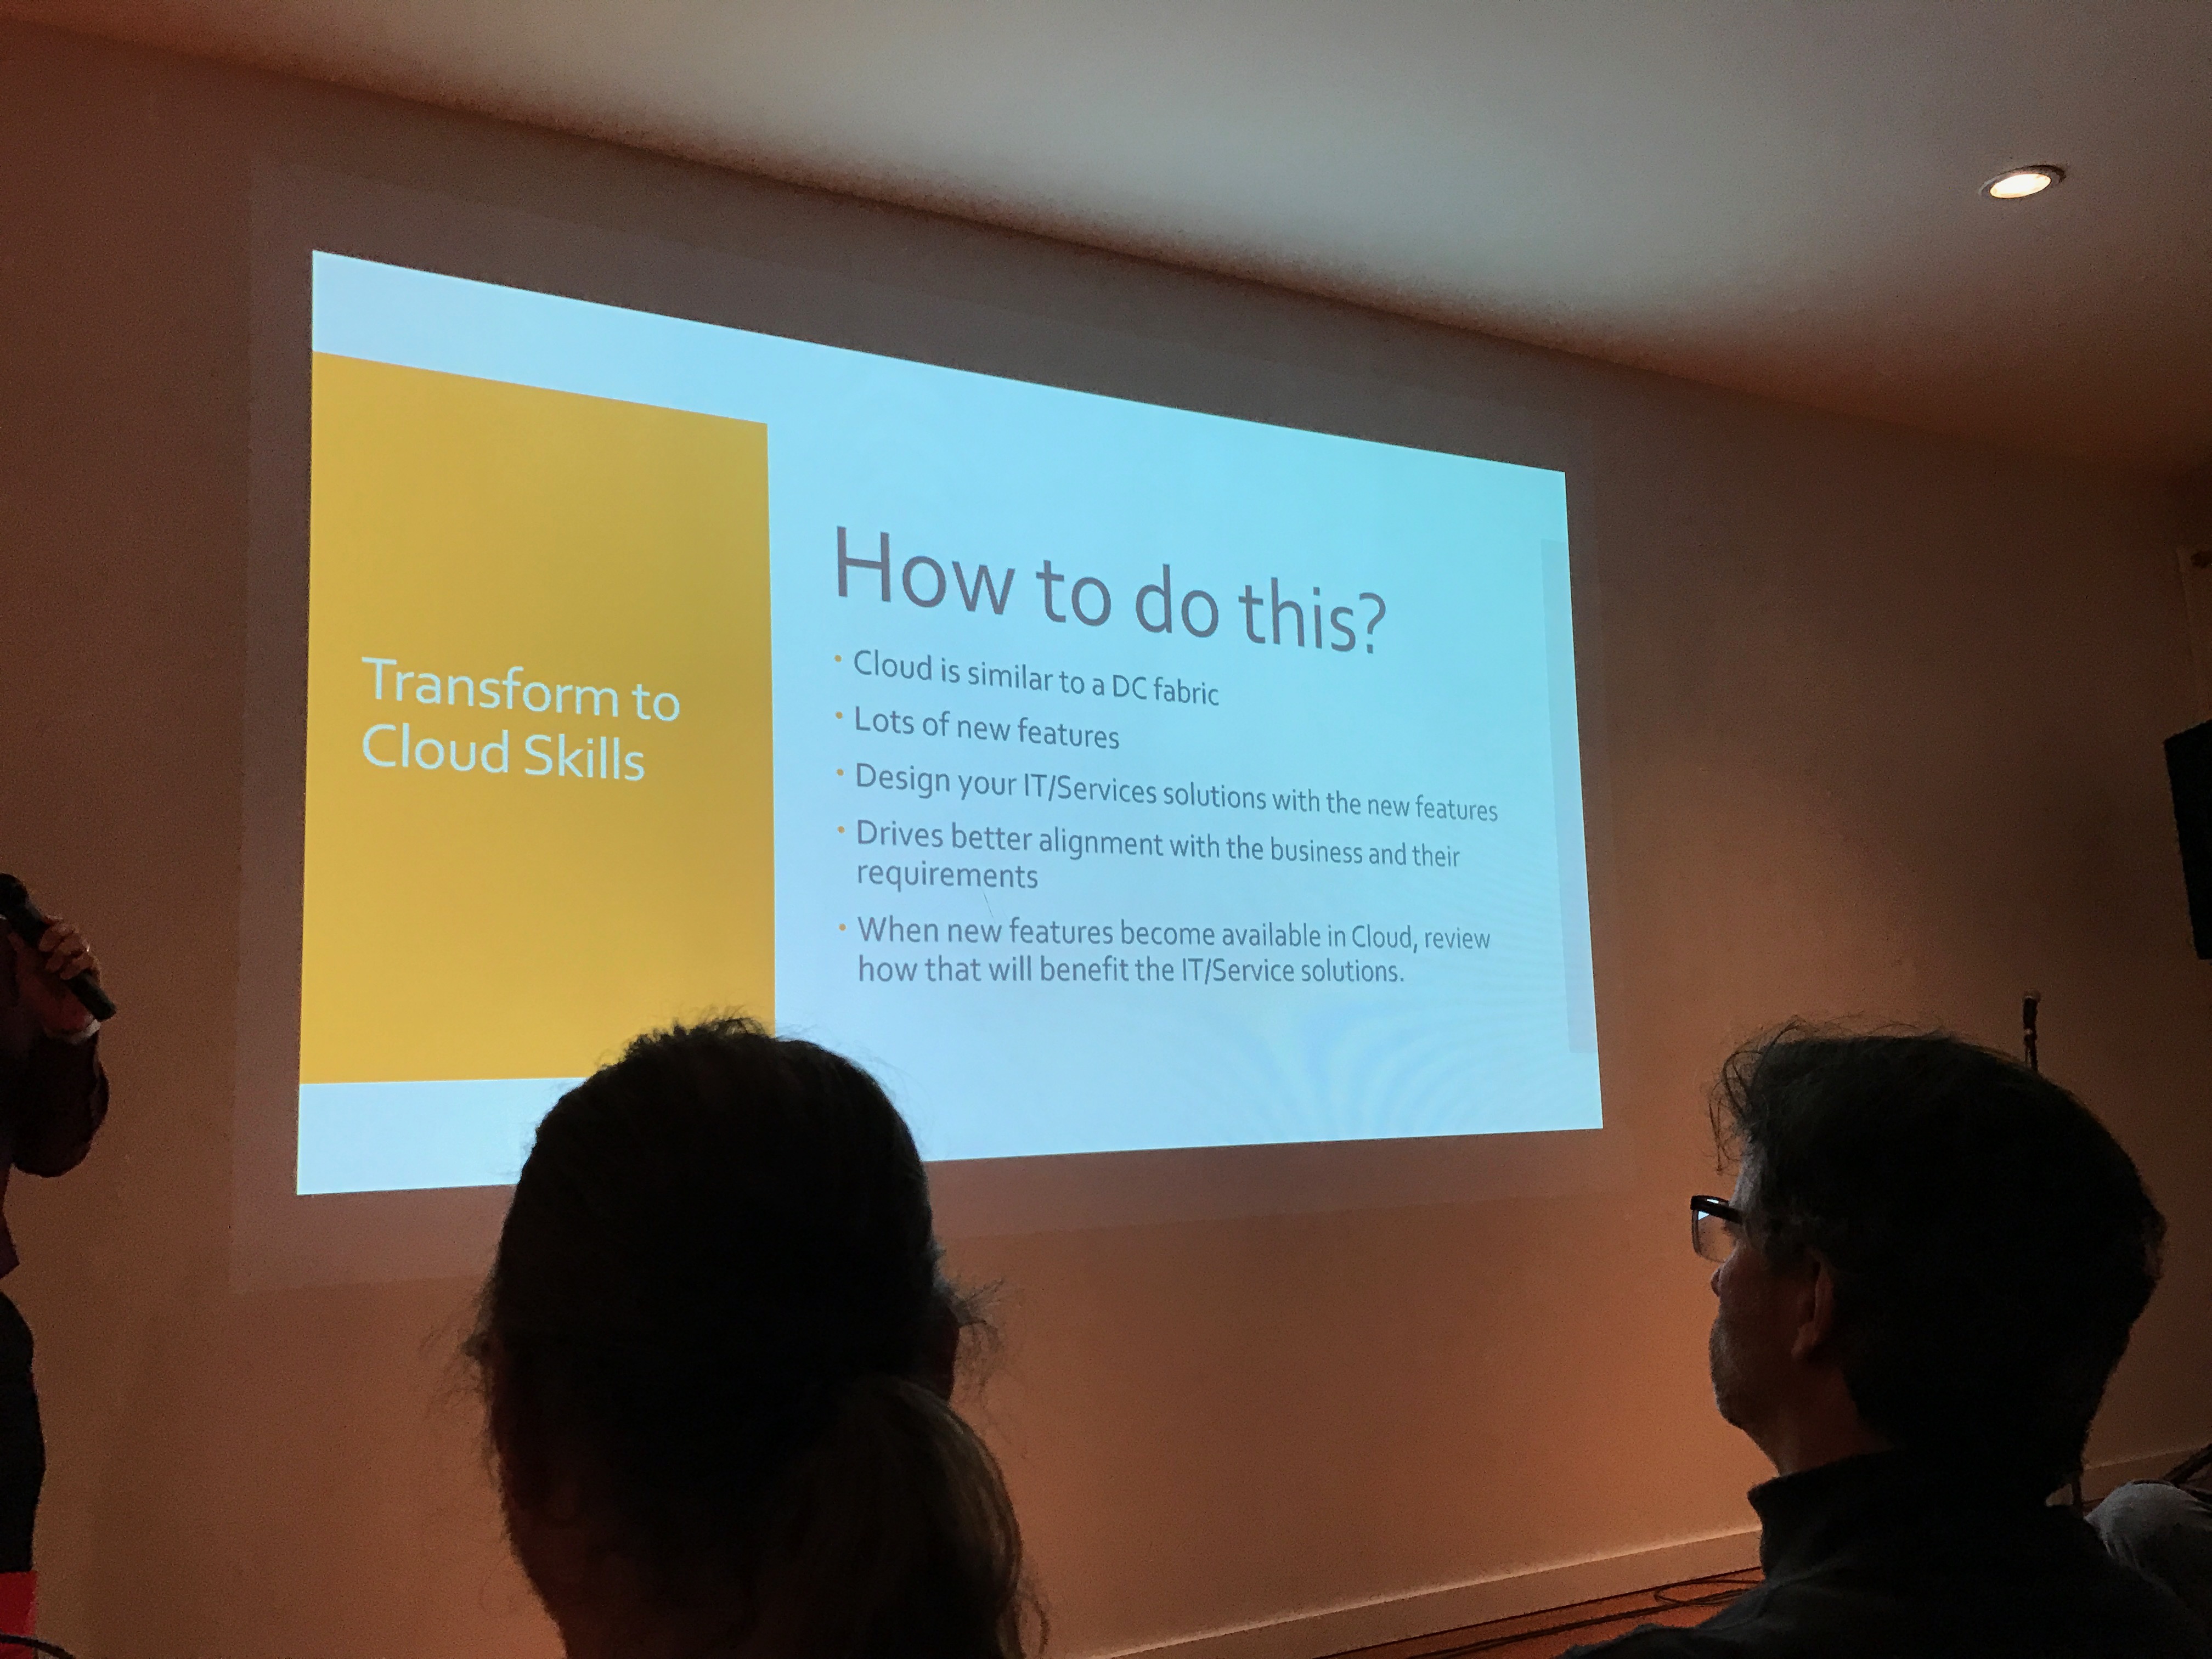 Transform to
Cloud Skills
How to do this?
• Cloud is similar to a DC fabric
• Lots of new features
• Design your IT/Services solutions with the new features
• Drives better alignment with the business and their
requirements
• When new features become available in Cloud, review
how that will benefit the IT/Service solutions.